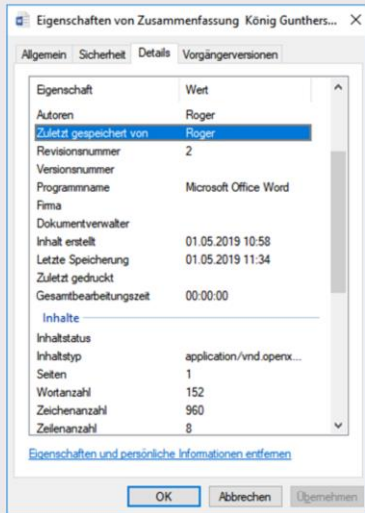 Eigenschaften von Zusammenfassung König Gunthers...
Allgemein Sicherheit Details Vorgängerversionen
Eigenschaft Wert
Autoren Roger
Zuletzt gespeichert von Roger
Revisionsnummer 2
Versionsnummer
Programmname Microsoft Office Word
Firma
Dokumentverwalter
Inhalt erstellt 01.05.2019 10:58
Letzte Speicherung 01.05.2019 11:34
Zuletzt gedruckt
Gesamtbearbeitungszeit 00:00:00
Inhalte
Inhaltstatus
Inhaltstyp application/vnd.openx...
Seiten 1
Wortanzahl 152
Zeichenanzahl 960
Zeilenanzahl 8
Eigenschaften und persönliche Informationen entfernen
OK Abbrechen Übernehmen